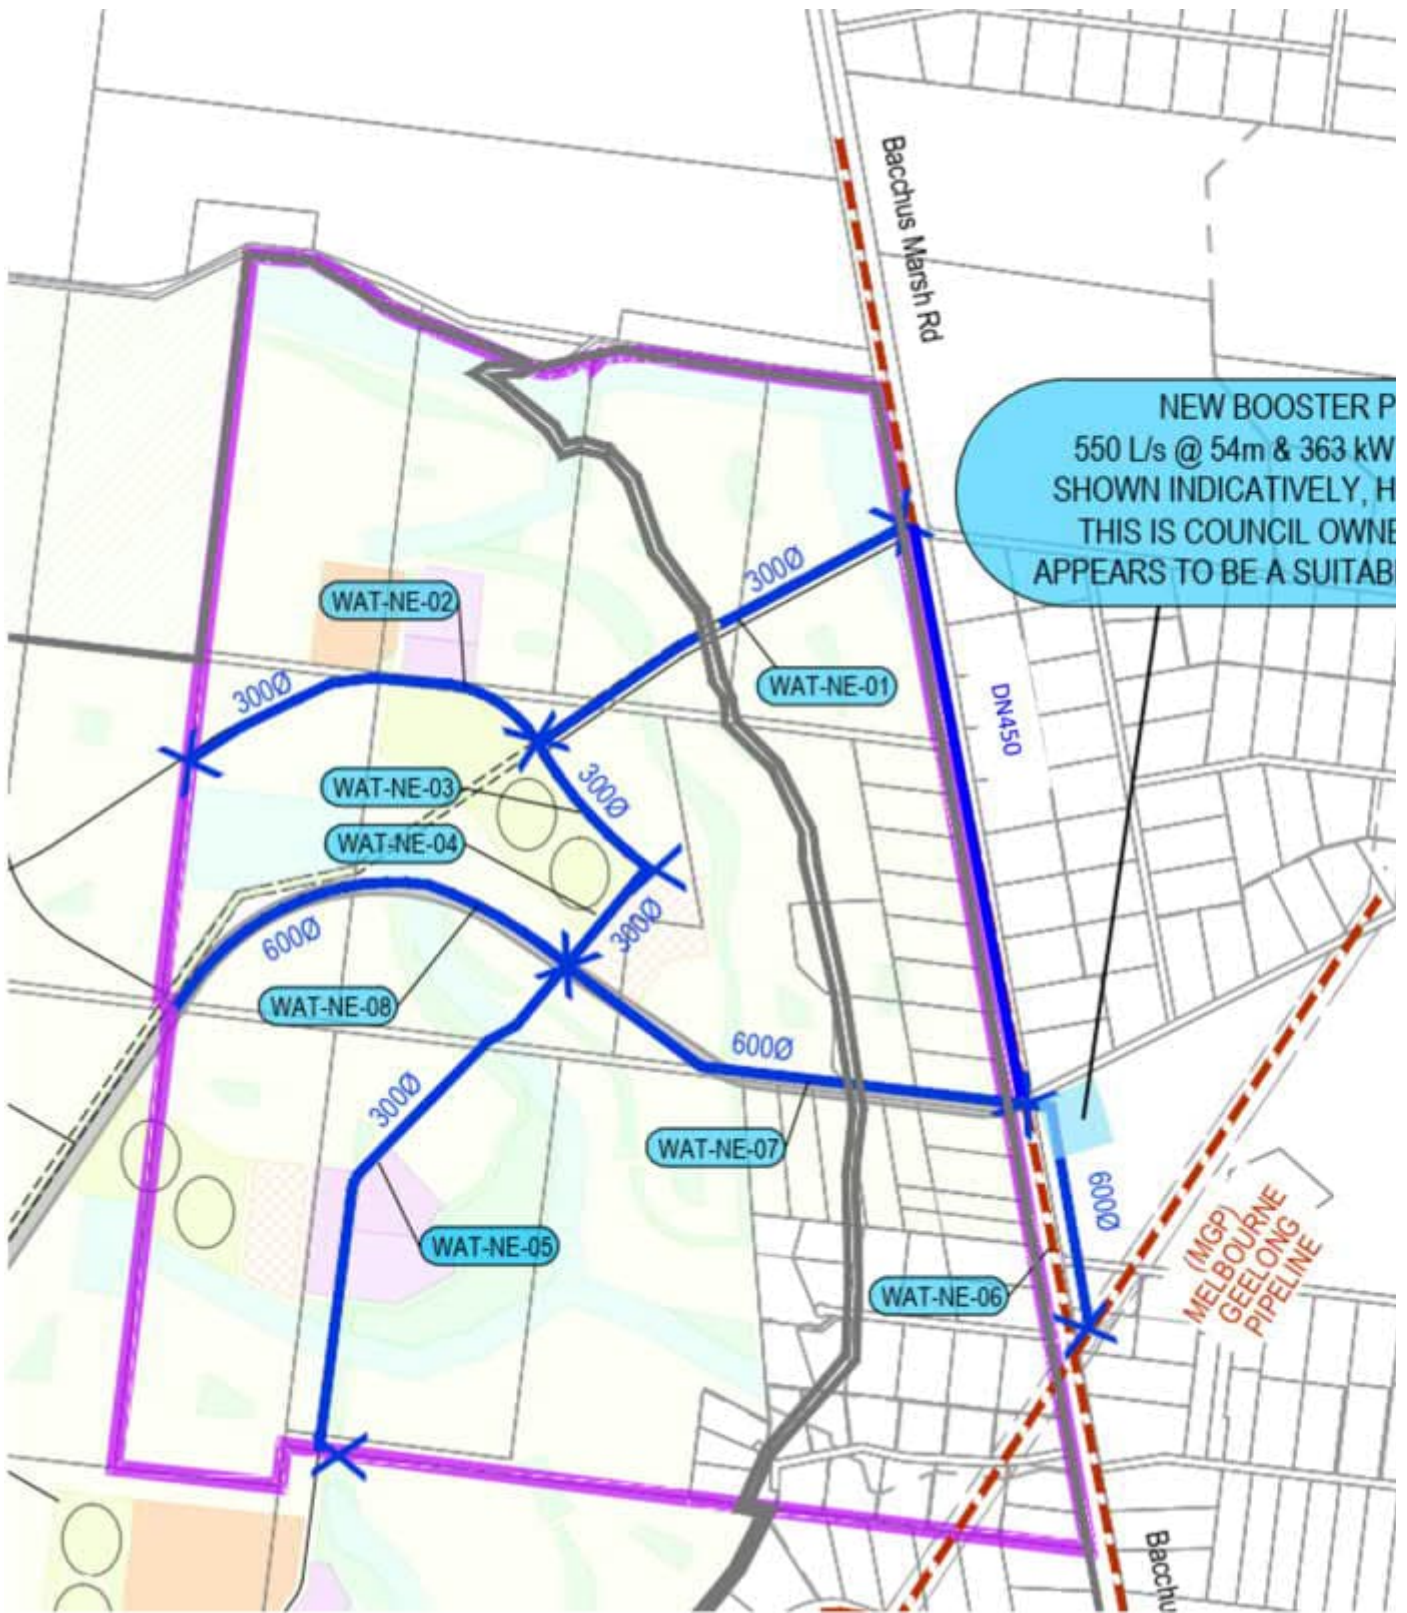 Bacchus Marsh Rd
NEW BOOSTER P
550 L/s @ 54m & 363 kW
SHOWN INDICATIVELY, H
THIS IS COUNCIL OWNE
APPEARS TO BE A SUITAB
300Ø
WAT-NE-02
WAT-NE-01
300Ø
DN450
WAT-NE-03
300Ø
WAT-NE-04
300Ø
600Ø
WAT-NE-08
600Ø
300Ø
WAT-NE-07
600Ø
WAT-NE-05
WAT-NE-06
(MGP)
MELBOURNE
GEELONG
PIPELINE
Bacchu